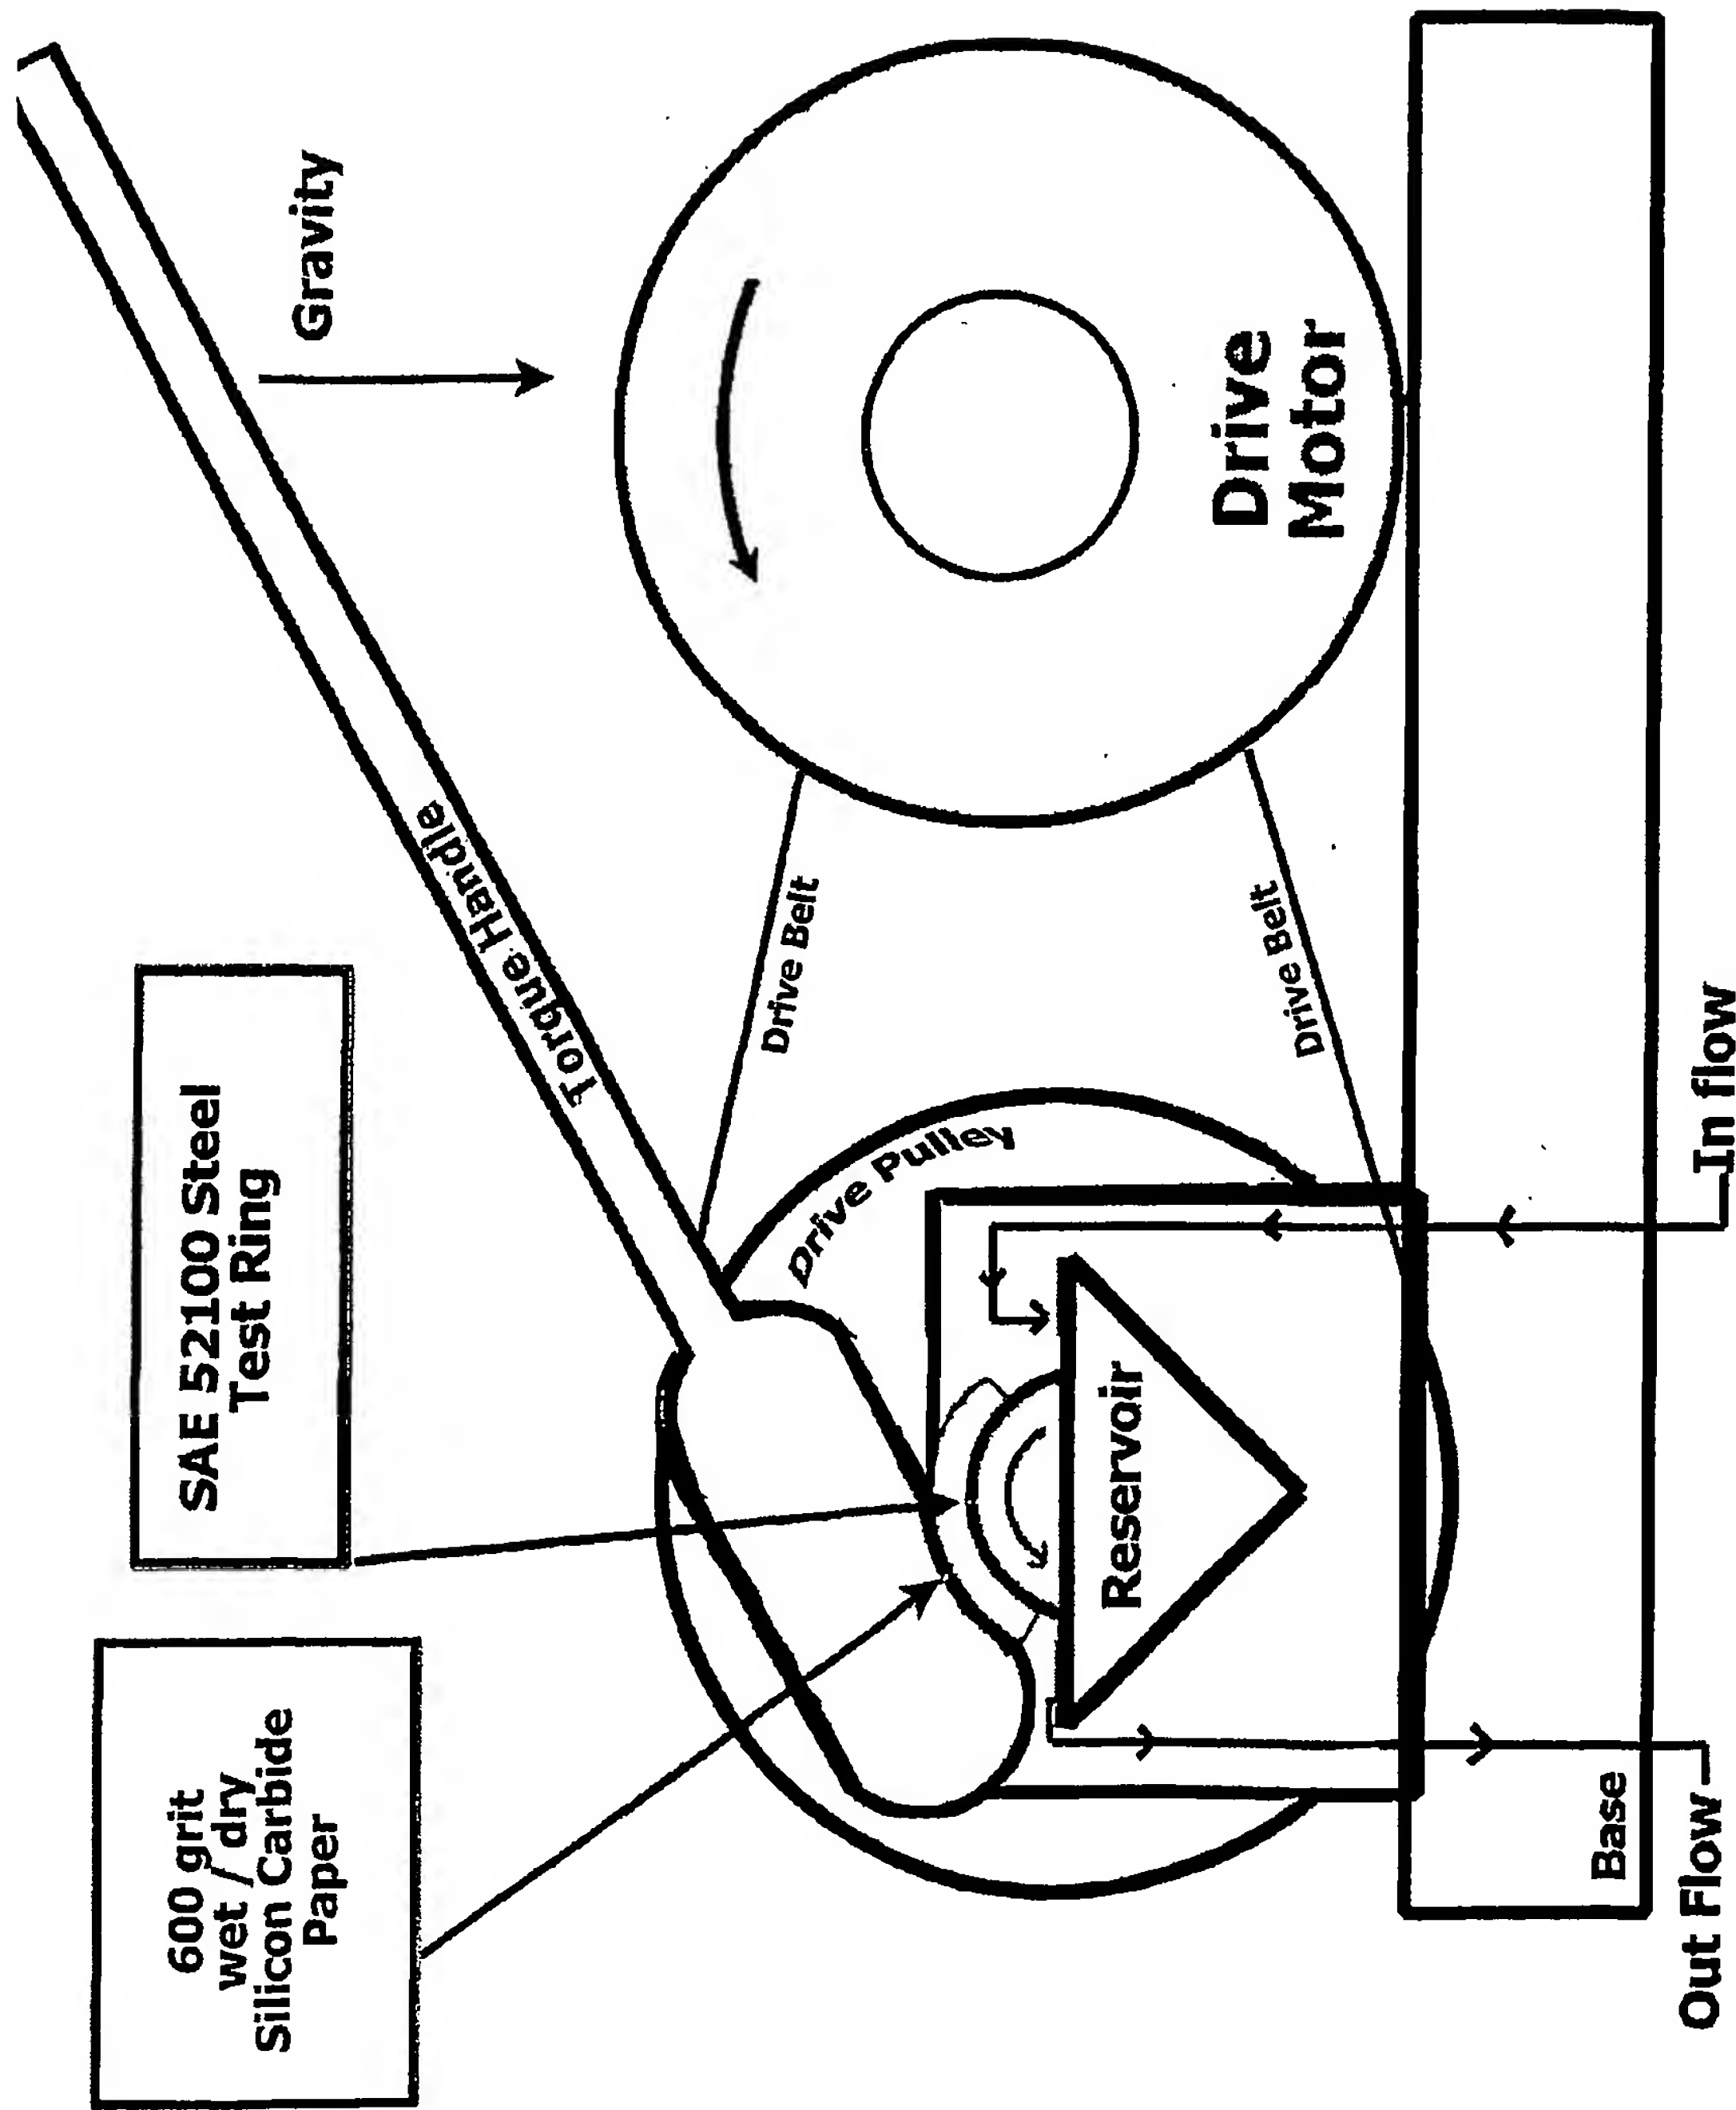 600 grit
wet / dry
Silicon Carbide
Paper
SAE 52100 Steel
Test Ring
Torque Handle
Gravity
Drive Belt
Drive Pulley
Drive Belt
Drive
Motor
Reservoir
Base
Out Flow
In flow